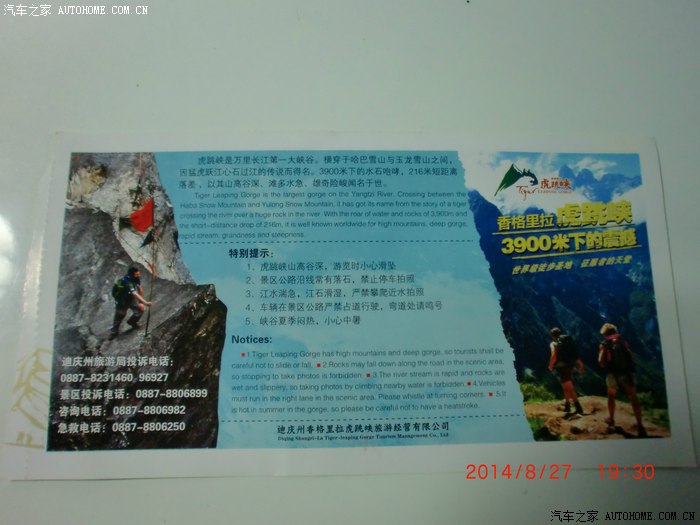 汽车之家 AUTOHOME.COM.CN
虎跳峡是万里长江第一大峡谷。横穿于哈巴雪山与玉龙雪山之间，
因猛虎跃江心石过江的传说而得名。3900米下的水石咆哮，216米短距离
落差，以其山高谷深、滩多水急、雄奇险峻闻名于世。
Tiger Leaping Gorge is the largest gorge on the Yangtzi River. Crossing between the
Haba Snow Mountain and Yulong Snow Mountain, it has got its name from the story of a tiger
crossing the river over a huge rock in the river. With the roar of water and rocks of 3,900m and
the short-distance drop of 216m, it is well known worldwide for high mountains, deep gorge,
rapid stream, grandness and steepness.
特别提示：
1、虎跳峡山高谷深，游览时小心滑坠
2、景区公路沿线常有落石，禁止停车拍照
3、江水湍急，江石滑湿，严禁攀爬近水拍照
4、车辆在景区公路严禁占道行驶，弯道处请鸣号
5、峡谷夏季闷热，小心中暑
Notices:
■1.Tiger Leaping Gorge has high mountains and deep gorge, so tourists shall be
careful not to slide or fall. ■2.Rocks may fall down along the road in the scenic area,
so stopping to take photos is forbidden. ■3.The river stream is rapid and rocks are
wet and slippery, so taking photos by climbing nearby water is forbidden. ■4.Vehicles
must run in the right lane in the scenic area. Please whistle at turning corners. ■5.It
is hot in summer in the gorge, so please be careful not to have a heatstroke.
迪庆州香格里拉虎跳峡旅游经营有限公司
Diqing Shangri-La Tiger-leaping Gorge Tourism Management Co., Ltd
迪庆州旅游局投诉电话：
0887-8231460 96927
景区投诉电话：0887-8806899
咨询电话：0887-8806982
急救电话：0887-8806250
Tiger 虎跳峡
LEAPING GORGE
香格里拉 虎跳峡
3900米下的震撼
世界级徒步圣地 征服者的天堂
2014/8/27 19:30
汽车之家 AUTOHOME.COM.CN